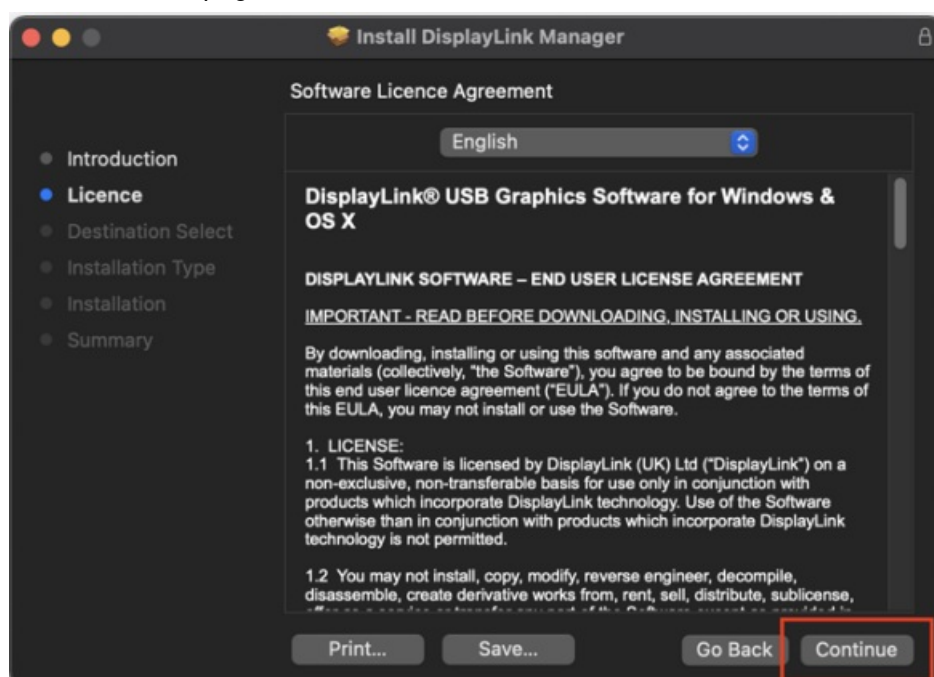 Install DisplayLink Manager
Software Licence Agreement
English
Introduction
Licence
Destination Select
Installation Type
Installation
Summary
DisplayLink® USB Graphics Software for Windows &
OS X
DISPLAYLINK SOFTWARE – END USER LICENSE AGREEMENT
IMPORTANT - READ BEFORE DOWNLOADING, INSTALLING OR USING.
By downloading, installing or using this software and any associated
materials (collectively, "the Software"), you agree to be bound by the terms of
this end user licence agreement ("EULA"). If you do not agree to the terms of
this EULA, you may not install or use the Software.
1. LICENSE:
1.1 This Software is licensed by DisplayLink (UK) Ltd ("DisplayLink") on a
non-exclusive, non-transferable basis for use only in conjunction with
products which incorporate DisplayLink technology. Use of the Software
otherwise than in conjunction with products which incorporate DisplayLink
technology is not permitted.
1.2 You may not install, copy, modify, reverse engineer, decompile,
disassemble, create derivative works from, rent, sell, distribute, sublicense,
Print...
Save...
Go Back
Continue